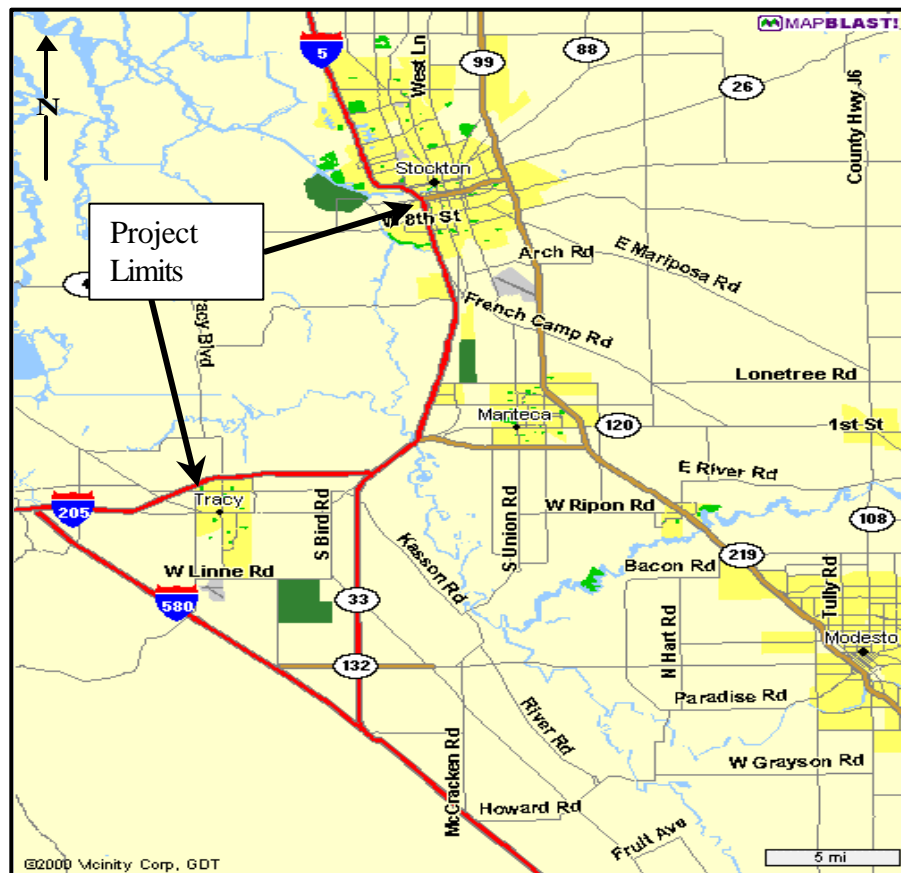 MAPBLAST!
N
5
West Ln
99
88
26
County Hwy J6
Stockton
W 8th St
Project
Limits
Arch Rd
E Mariposa Rd
4
racy Blvd
French Camp Rd
Lonetree Rd
Manteca
120
1st St
E River Rd
Tracy
205
S Bird Rd
S Union Rd
W Ripon Rd
108
Kasson Rd
219
W Linne Rd
Bacon Rd
Tully Rd
580
33
N Hart Rd
Modesto
132
Paradise Rd
River Rd
McCracken Rd
W Grayson Rd
Howard Rd
Fruit Ave
©2000 Vicinity Corp, GDT
5 mi